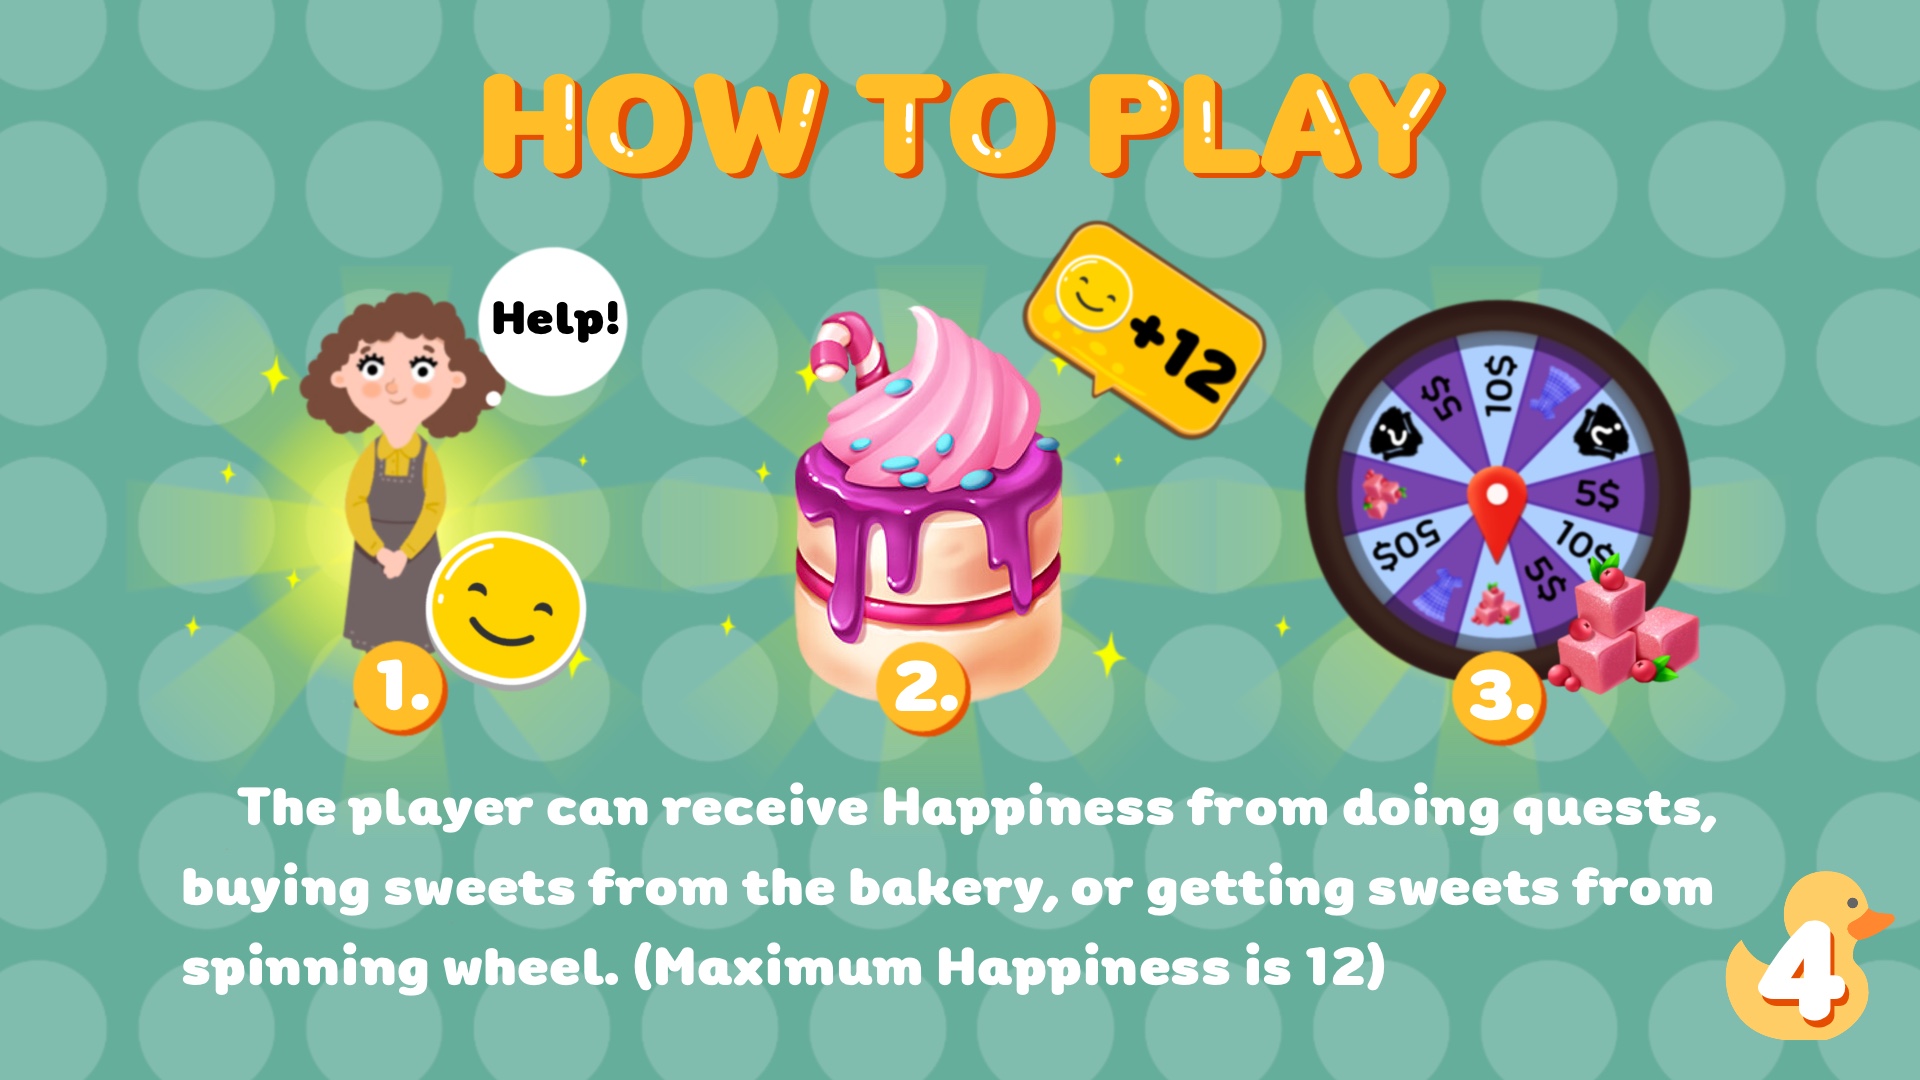 HOW TO PLAY
Help!
+12
10$
5$
5$
10$
5$
50$
?
?
1.
2.
3.
The player can receive Happiness from doing quests,
buying sweets from the bakery, or getting sweets from
spinning wheel. (Maximum Happiness is 12)
4